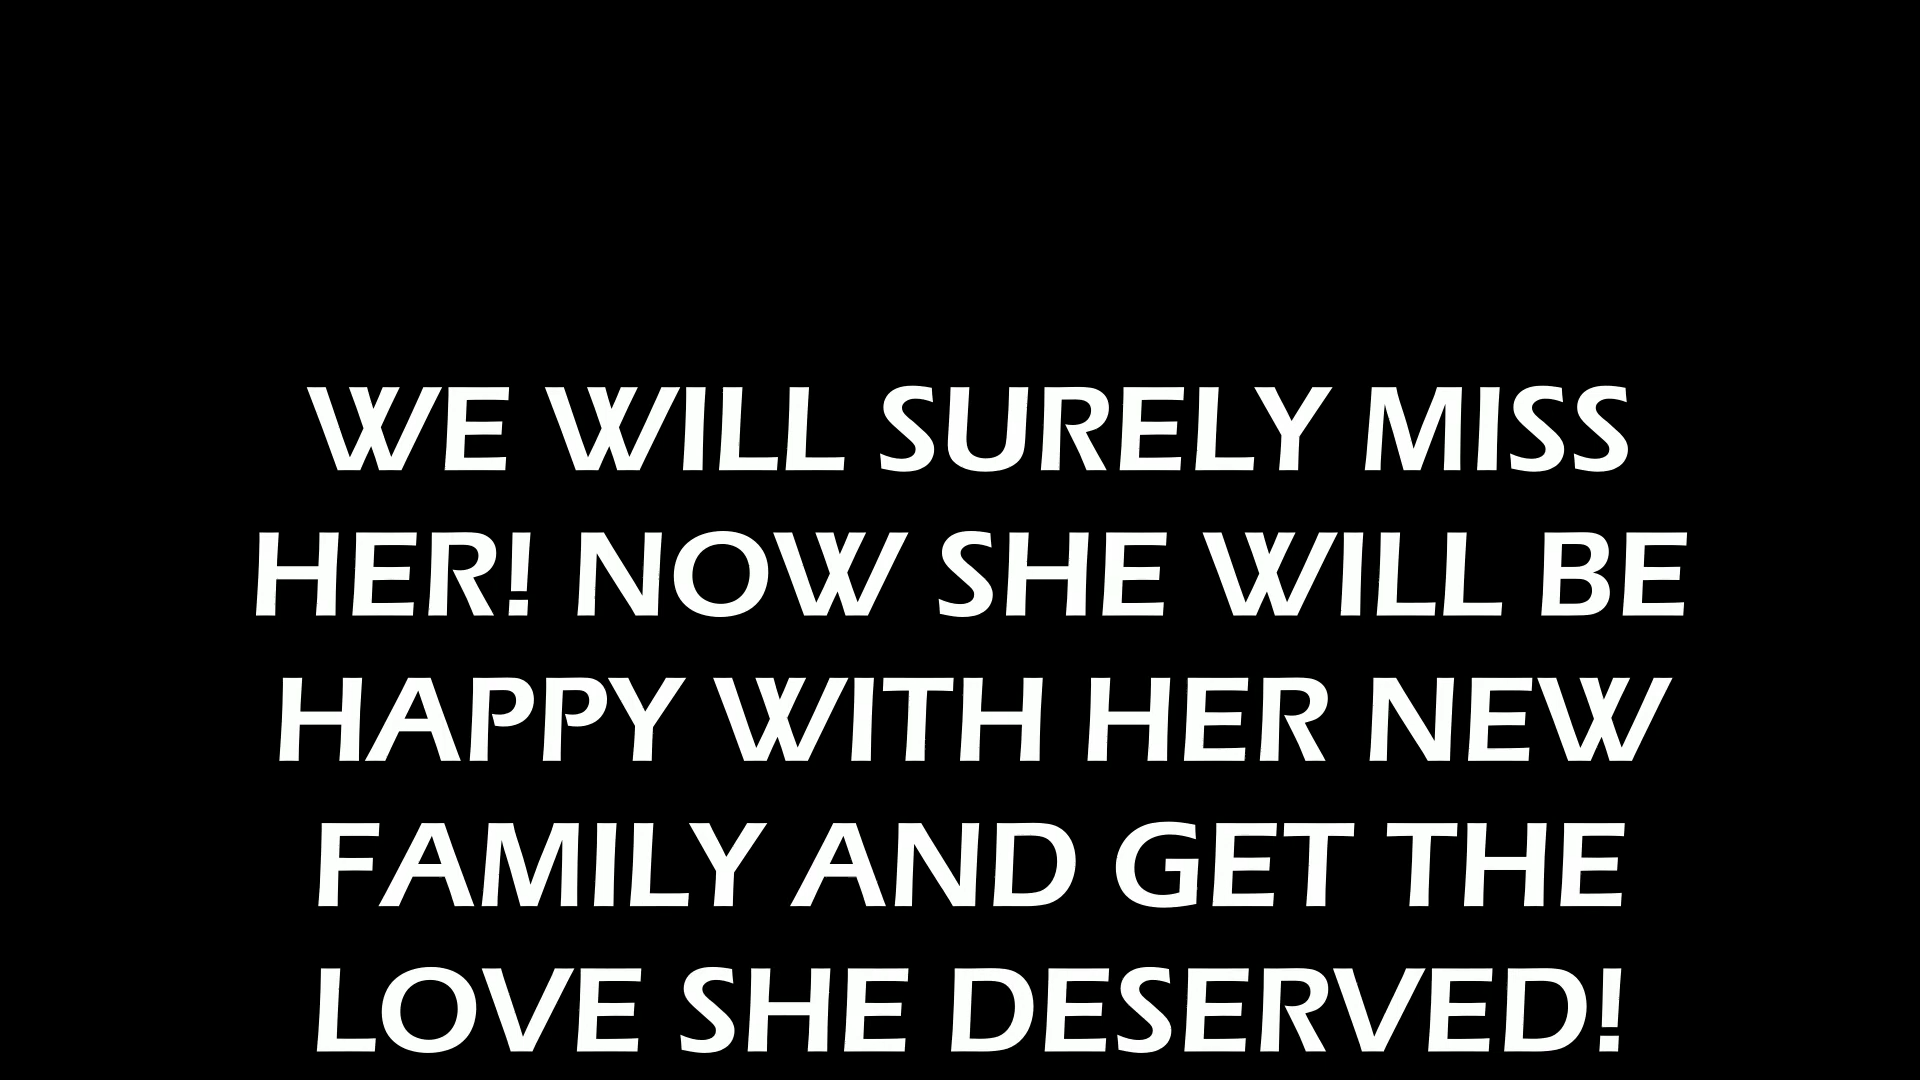 WE WILL SURELY MISS
HER! NOW SHE WILL BE
HAPPY WITH HER NEW
FAMILY AND GET THE
LOVE SHE DESERVED!